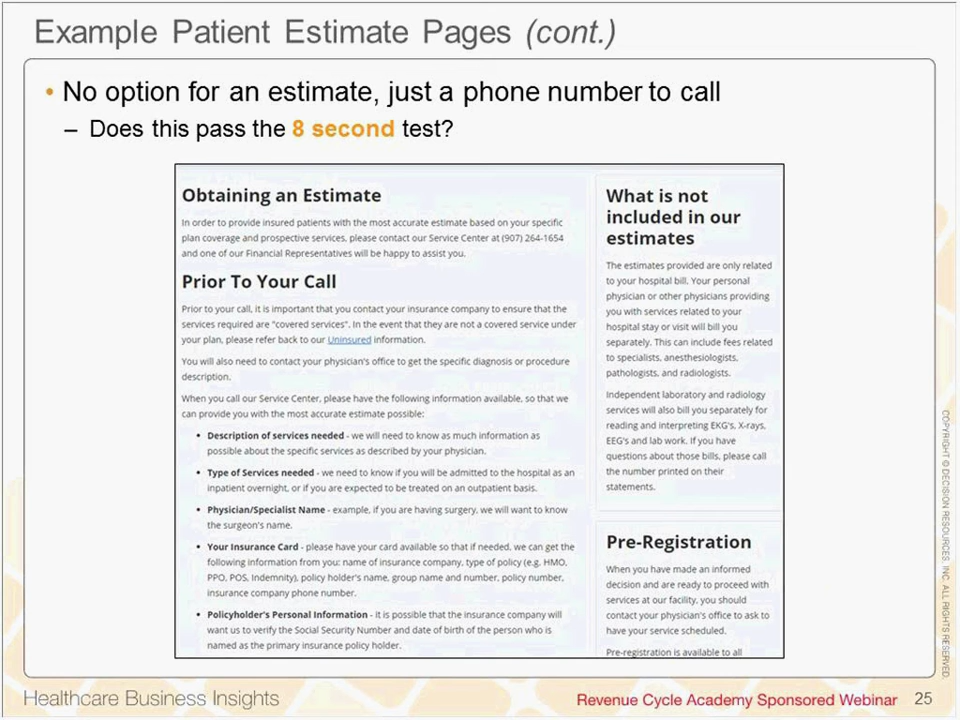 Example Patient Estimate Pages (cont.)
• No option for an estimate, just a phone number to call
– Does this pass the 8 second test?
Obtaining an Estimate
In order to provide insured patients with the most accurate estimate based on your specific
plan coverage and prospective services, please contact our Service Center at (907) 264-1654
and one of our Financial Representatives will be happy to assist you.
Prior To Your Call
Prior to your call, it is important that you contact your insurance company to ensure that the
services required are "covered services". In the event that they are not a covered service under
your plan, please refer back to our Uninsured information.
You will also need to contact your physician's office to get the specific diagnosis or procedure
description.
When you call our Service Center, please have the following information available, so that we
can provide you with the most accurate estimate possible:
• Description of services needed - we will need to know as much information as
possible about the specific services as described by your physician.
• Type of Services needed - we need to know if you will be admitted to the hospital as an
inpatient overnight, or if you are expected to be treated on an outpatient basis.
• Physician/Specialist Name - example, if you are having surgery, we will want to know
the surgeon's name.
• Your Insurance Card - please have your card available so that if needed, we can get the
following information from you: name of insurance company, type of policy (e.g. HMO,
PPO, POS, Indemnity), policy holder's name, group name and number, policy number,
insurance company phone number.
• Policyholder's Personal Information - it is possible that the insurance company will
want us to verify the Social Security Number and date of birth of the person who is
named as the primary insurance policy holder.
What is not
included in our
estimates
The estimates provided are only related
to your hospital bill. Your personal
physician or other physicians providing
you with services related to your
hospital stay or visit will bill you
separately. This can include fees related
to specialists, anesthesiologists,
pathologists, and radiologists.
Independent laboratory and radiology
services will also bill you separately for
reading and interpreting EKG's, X-rays,
EEG's and lab work. If you have
questions about those bills, please call
the number printed on their
statements.
Pre-Registration
When you have made an informed
decision and are ready to proceed with
services at our facility, you should
contact your physician's office to ask to
have your service scheduled.
Pre-registration is available to all
COPYRIGHT © DECISION RESOURCES, INC. ALL RIGHTS RESERVED.
Healthcare Business Insights
Revenue Cycle Academy Sponsored Webinar 25